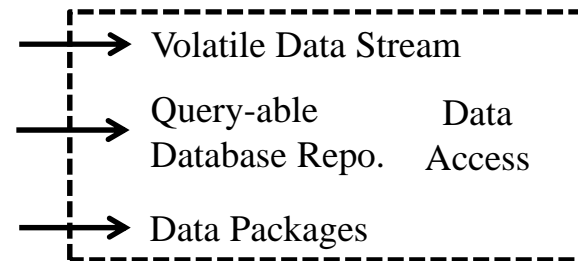 Volatile Data Stream
Query-able
Database Repo.
Data
Access
Data Packages